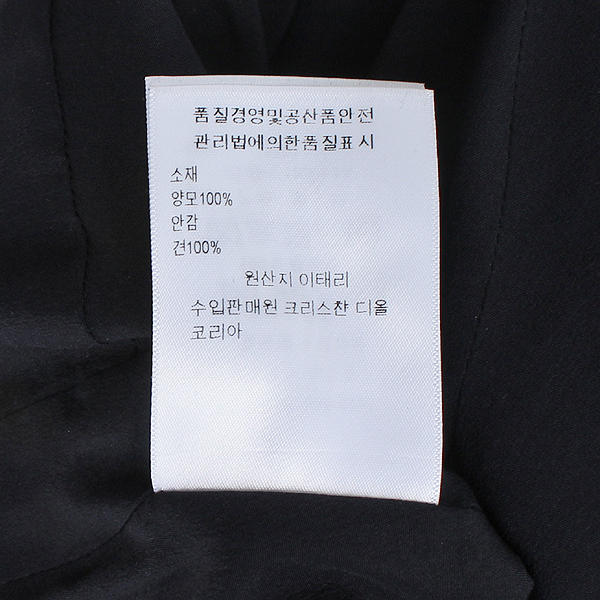 품질경영및공산품안전
관리법에의한품질표시
소재
양모100%
안감
견100%
원산지 이태리
수입판매원 크리스챤 디올
코리아